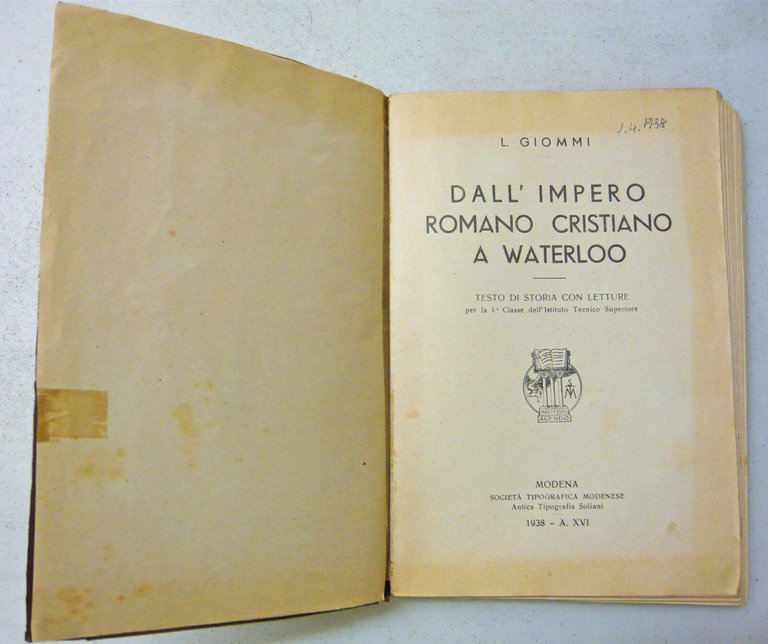 1.4.1938
L. GIOMMI
DALL' IMPERO
ROMANO CRISTIANO
A WATERLOO
TESTO DI STORIA CON LETTURE
per la 1.ª Classe dell'Istituto Tecnico Superiore
AGENDO
MODENA
SOCIETÀ TIPOGRAFICA MODENESE
Antica Tipografia Soliani
1938 - A. XVI